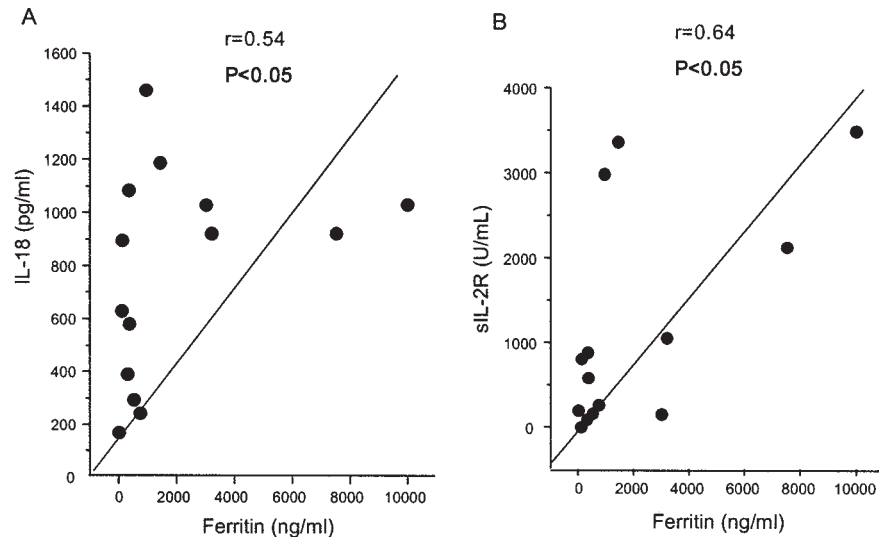 A
r=0.54
P<0.05
1600
1400
1200
1000
800
600
400
200
0
IL-18 (pg/ml)
0 2000 4000 6000 8000 10000
Ferritin (ng/ml)
B
r=0.64
P<0.05
4000
3000
2000
1000
0
sIL-2R (U/mL)
0 2000 4000 6000 8000 10000
Ferritin (ng/ml)